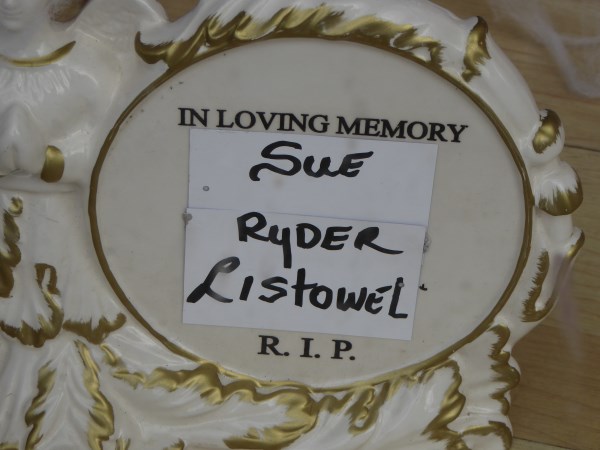 IN LOVING MEMORY
SUE
RYDER
LISTOWEL
R. I. P.